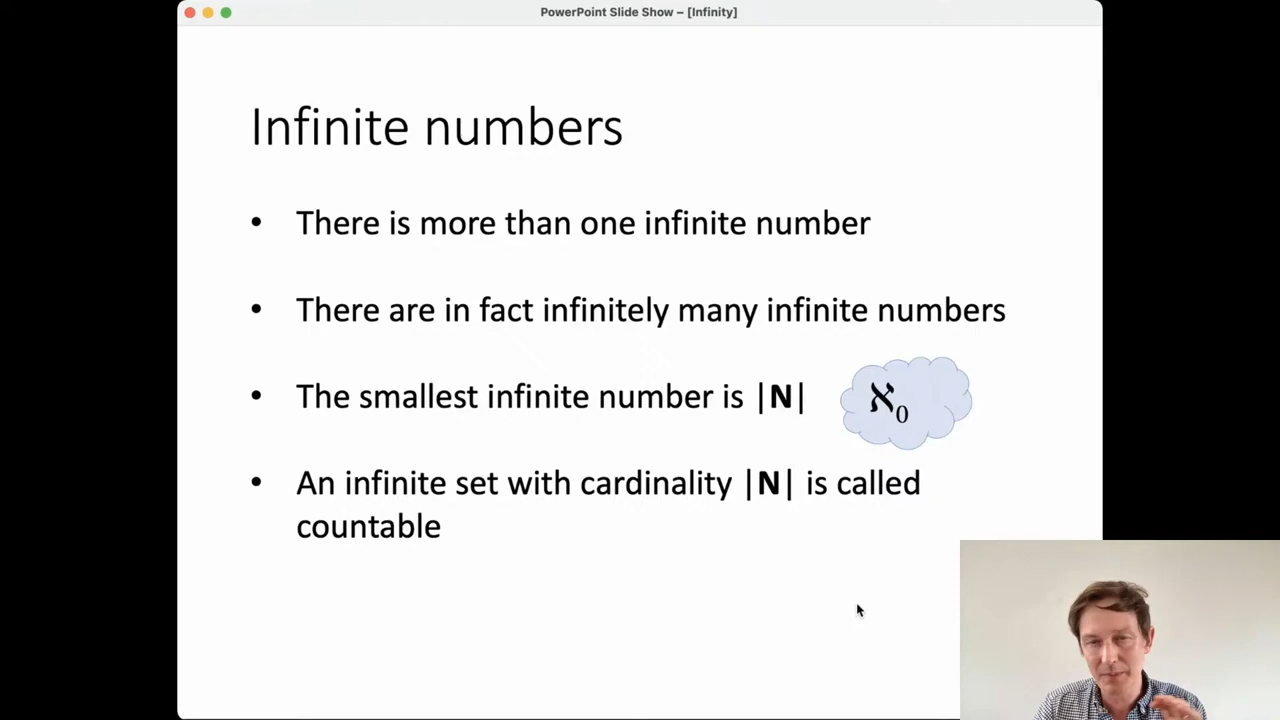 PowerPoint Slide Show – [Infinity]
Infinite numbers
• There is more than one infinite number
• There are in fact infinitely many infinite numbers
• The smallest infinite number is |N|
ℵ₀
• An infinite set with cardinality |N| is called
countable